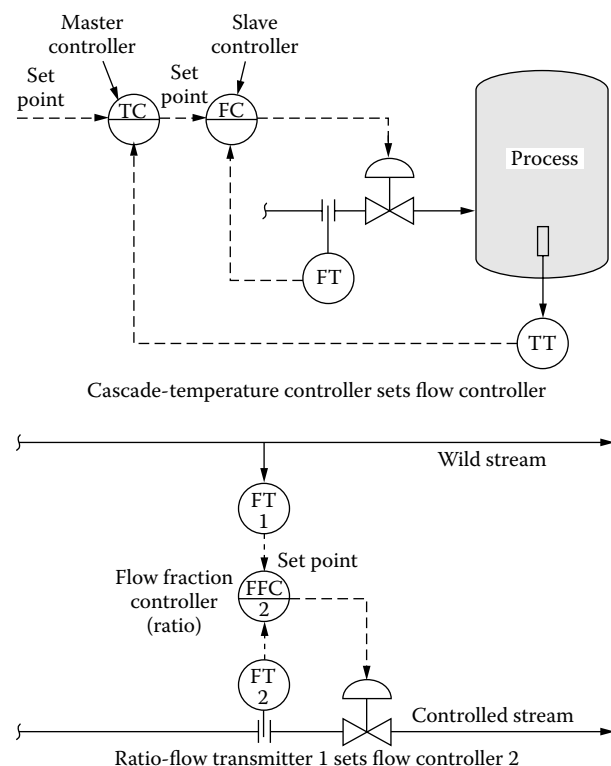 Master
controller
Slave
controller
Set
point
Set
point
TC
FC
Process
FT
TT
Cascade-temperature controller sets flow controller
Wild stream
FT
1
Set point
Flow fraction
controller
(ratio)
FFC
2
FT
2
Controlled stream
Ratio-flow transmitter 1 sets flow controller 2